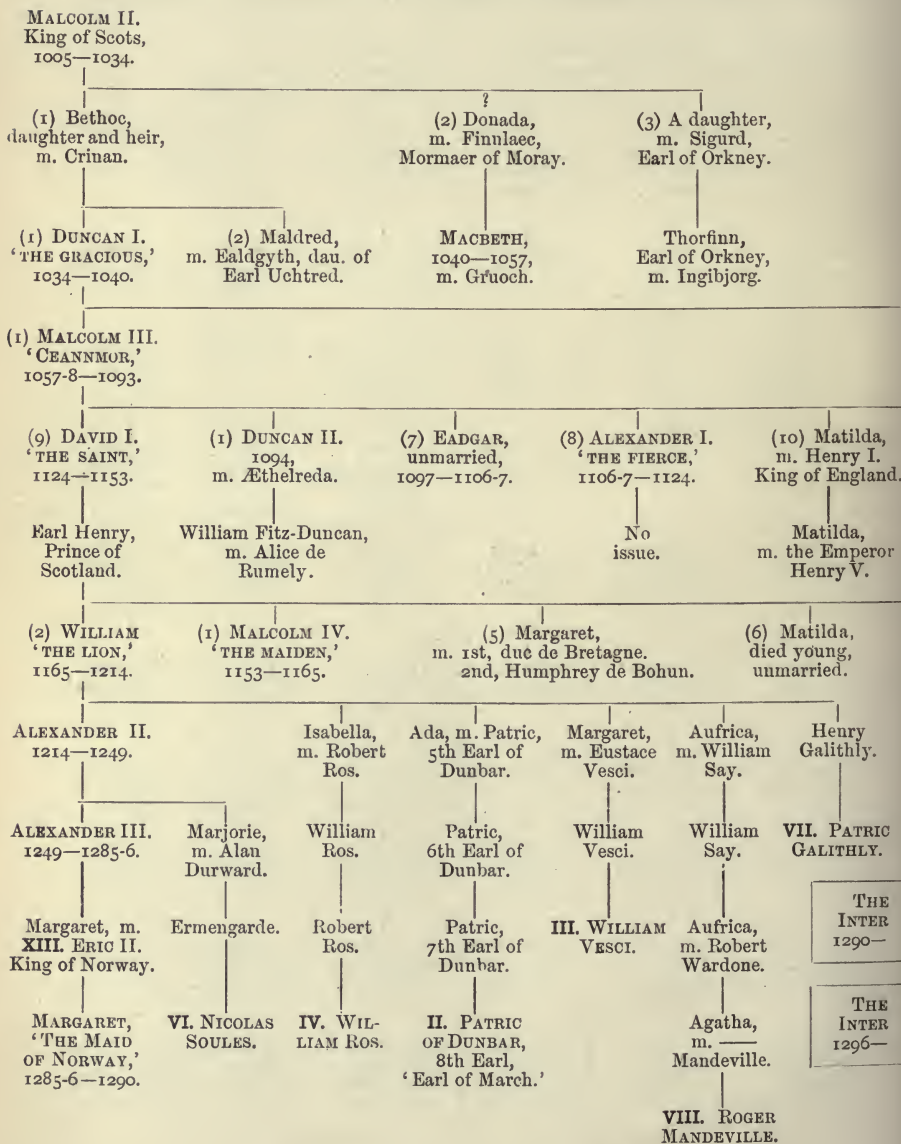 MALCOLM II.
King of Scots,
1005—1034.
?
(1) Bethoc,
daughter and heir,
m. Crinan.
(2) Donada,
m. Finnlaec,
Mormaer of Moray.
(3) A daughter,
m. Sigurd,
Earl of Orkney.
(1) DUNCAN I.
‘THE GRACIOUS,’
1034—1040.
(2) Maldred,
m. Ealdgyth, dau. of
Earl Uchtred.
MACBETH,
1040—1057,
m. Gruoch.
Thorfinn,
Earl of Orkney,
m. Ingibjorg.
(1) MALCOLM III.
‘CEANNMOR,’
1057-8—1093.
(9) DAVID I.
‘THE SAINT,’
1124—1153.
(1) DUNCAN II.
1094,
m. Æthelreda.
(7) EADGAR,
unmarried,
1097—1106-7.
(8) ALEXANDER I.
‘THE FIERCE,’
1106-7—1124.
(10) Matilda,
m. Henry I.
King of England.
Earl Henry,
Prince of
Scotland.
William Fitz-Duncan,
m. Alice de
Rumely.
No
issue.
Matilda,
m. the Emperor
Henry V.
(2) WILLIAM
‘THE LION,’
1165—1214.
(1) MALCOLM IV.
‘THE MAIDEN,’
1153—1165.
(5) Margaret,
m. 1st, duc de Bretagne.
2nd, Humphrey de Bohun.
(6) Matilda,
died young,
unmarried.
ALEXANDER II.
1214—1249.
Isabella,
m. Robert
Ros.
Ada, m. Patric,
5th Earl of
Dunbar.
Margaret,
m. Eustace
Vesci.
Aufrica,
m. William
Say.
Henry
Galithly.
ALEXANDER III.
1249—1285-6.
Marjorie,
m. Alan
Durward.
William
Ros.
Patric,
6th Earl of
Dunbar.
William
Vesci.
William
Say.
VII. PATRIC
GALITHLY.
Margaret, m.
XIII. ERIC II.
King of Norway.
Ermengarde.
Robert
Ros.
Patric,
7th Earl of
Dunbar.
III. WILLIAM
VESCI.
Aufrica,
m. Robert
Wardone.
THE
INTER
1290—
MARGARET,
‘THE MAID
OF NORWAY,’
1285-6—1290.
VI. NICOLAS
SOULES.
IV. WIL-
LIAM ROS.
II. PATRIC
OF DUNBAR,
8th Earl,
‘Earl of March.’
Agatha,
m. ——
Mandeville.
THE
INTER
1296—
VIII. ROGER
MANDEVILLE.